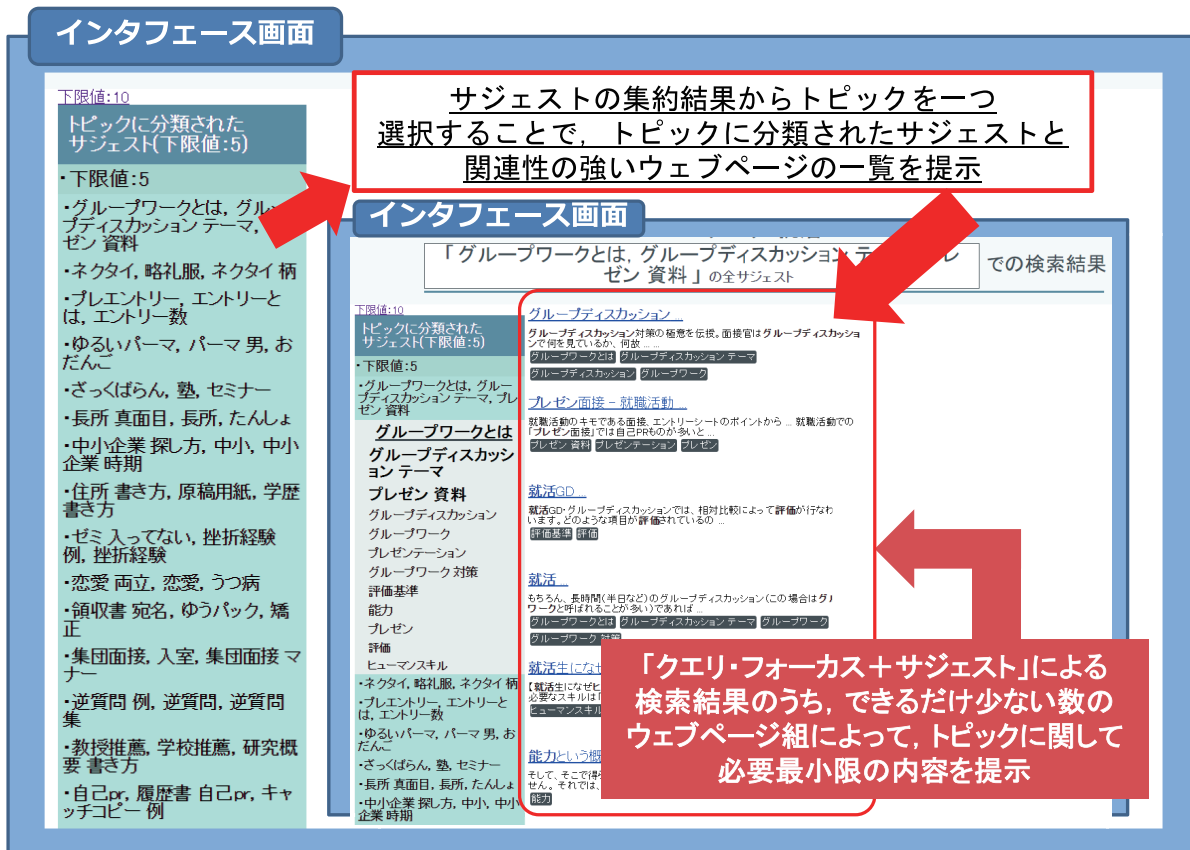 インタフェース画面
下限値:10
トピックに分類された
サジェスト(下限値:5)
・下限値:5
・グループワークとは, グルー
プディスカッション テーマ,
ゼン 資料
・ネクタイ, 略礼服, ネクタイ 柄
・プレエントリー, エントリーと
は, エントリー数
・ゆるいパーマ, パーマ 男, お
だんご
・ざっくばらん, 塾, セミナー
・長所 真面目, 長所, たんしょ
・中小企業 探し方, 中小, 中小
企業 時期
・住所 書き方, 原稿用紙, 学歴
書き方
・ゼミ 入ってない, 挫折経験
例, 挫折経験
・恋愛 両立, 恋愛, うつ病
・領収書 宛名, ゆうパック, 矯
正
・集団面接, 入室, 集団面接 マ
ナー
・逆質問 例, 逆質問, 逆質問
集
・教授推薦, 学校推薦, 研究概
要 書き方
・自己pr, 履歴書 自己pr, キャ
ッチコピー 例
サジェストの集約結果からトピックを一つ
選択することで，トピックに分類されたサジェストと
関連性の強いウェブページの一覧を提示
インタフェース画面
「グループワークとは, グループディスカッション テ レ
ゼン 資料」の全サジェスト
での検索結果
下限値:10
トピックに分類された
サジェスト(下限値:5)
・下限値:5
・グループワークとは, グルー
プディスカッション テーマ, プレ
ゼン 資料
グループワークとは
グループディスカッシ
ョン テーマ
プレゼン 資料
グループディスカッション
グループワーク
プレゼンテーション
グループワーク 対策
評価基準
能力
プレゼン
評価
ヒューマンスキル
・ネクタイ, 略礼服, ネクタイ 柄
・プレエントリー, エントリーと
は, エントリー数
・ゆるいパーマ, パーマ 男, お
だんご
・ざっくばらん, 塾, セミナー
・長所 真面目, 長所, たんしょ
・中小企業 探し方, 中小, 中小
企業 時期
グループディスカッション ...
グループディスカッション対策の極意を伝授。面接官はグループディスカッショ
ンで何を見ているか、何故 ... ...
グループワークとは グループディスカッション テーマ
グループディスカッション グループワーク
プレゼン面接 - 就職活動 ...
就職活動のキモである面接、エントリーシートのポイントから ... 就職活動での
「プレゼン面接」では自己PRものが多いと ...
プレゼン 資料 プレゼンテーション プレゼン
就活GD ...
就活GD・グループディスカッションでは、相対比較によって評価が行なわ
います。どのような項目が評価されているの ...
評価基準 評価
就活 ...
もちろん、長時間(半日など)のグループディスカッション(この場合はグル
ワークと呼ばれることが多い)であれば ...
グループワークとは グループディスカッション テーマ グループワーク
グループワーク 対策
就活生になぜ
【就活生になぜヒ
必要なスキルは
ヒューマンスキル
能力という概
そして、そこで得
せん。それでは、
能力
「クエリ・フォーカス＋サジェスト」による
検索結果のうち，できるだけ少ない数の
ウェブページ組によって，トピックに関して
必要最小限の内容を提示